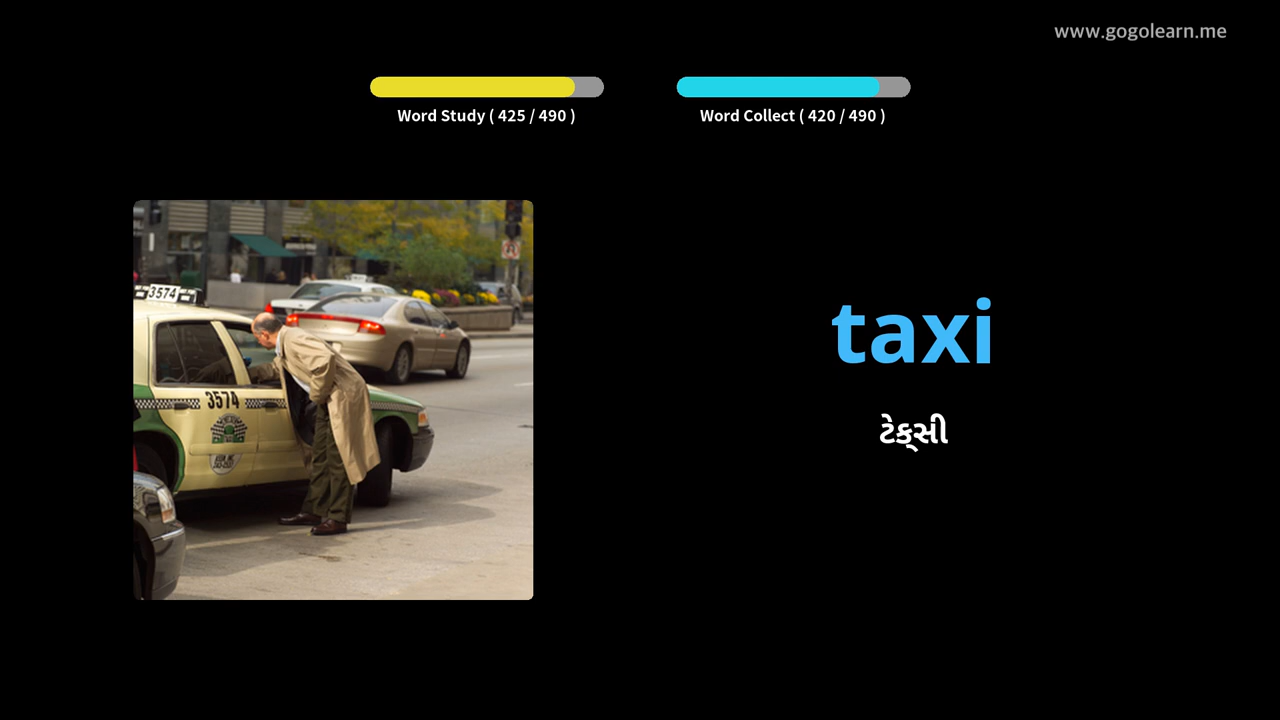 www.gogolearn.me
Word Study ( 425 / 490 )
Word Collect ( 420 / 490 )
3574
3574
taxi
ટેક્સી